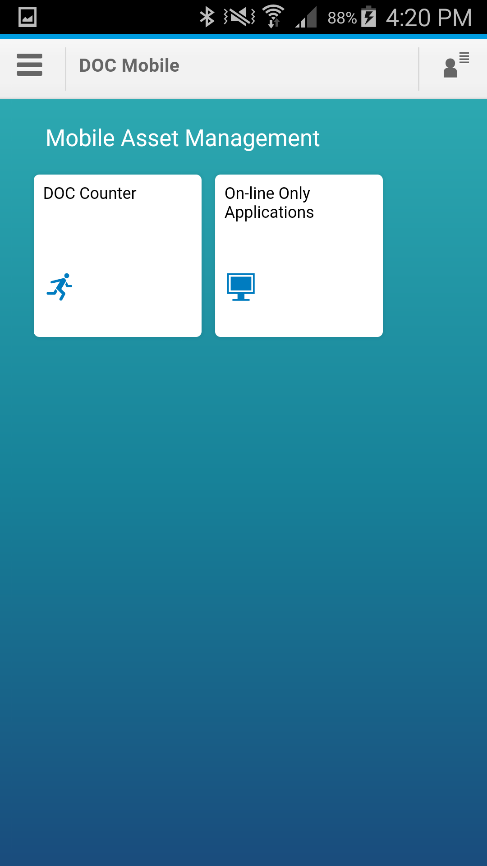 88% 4:20 PM
DOC Mobile
Mobile Asset Management
DOC Counter
On-line Only
Applications